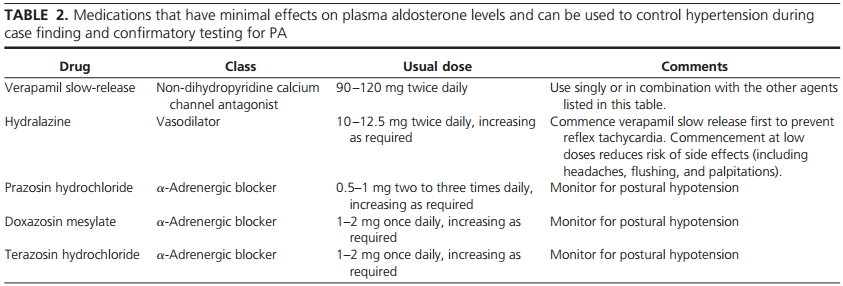 TABLE 2. Medications that have minimal effects on plasma aldosterone levels and can be used to control hypertension during
case finding and confirmatory testing for PA
Drug Class Usual dose Comments
Verapamil slow-release Non-dihydropyridine calcium 90–120 mg twice daily Use singly or in combination with the other agents
channel antagonist listed in this table.
Hydralazine Vasodilator 10–12.5 mg twice daily, increasing Commence verapamil slow release first to prevent
as required reflex tachycardia. Commencement at low
doses reduces risk of side effects (including
headaches, flushing, and palpitations).
Prazosin hydrochloride α-Adrenergic blocker 0.5–1 mg two to three times daily, Monitor for postural hypotension
increasing as required
Doxazosin mesylate α-Adrenergic blocker 1–2 mg once daily, increasing as Monitor for postural hypotension
required
Terazosin hydrochloride α-Adrenergic blocker 1–2 mg once daily, increasing as Monitor for postural hypotension
required